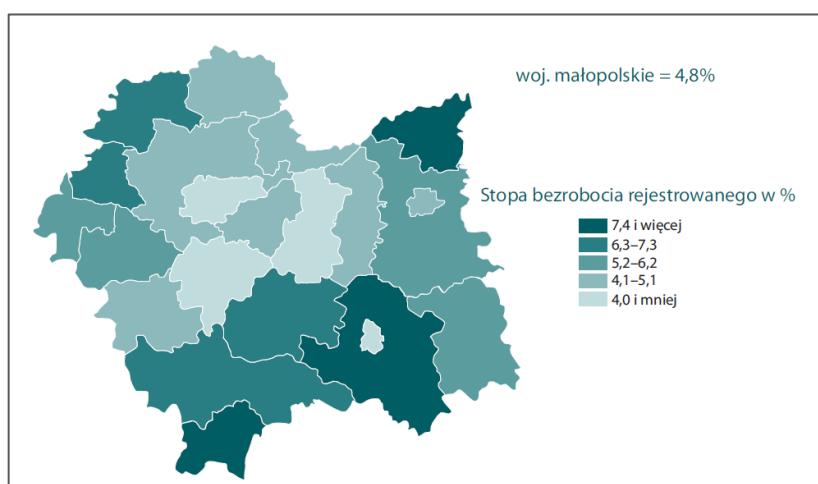 woj. małopolskie = 4,8%
Stopa bezrobocia rejestrowanego w %
7,4 i więcej
6,3–7,3
5,2–6,2
4,1–5,1
4,0 i mniej